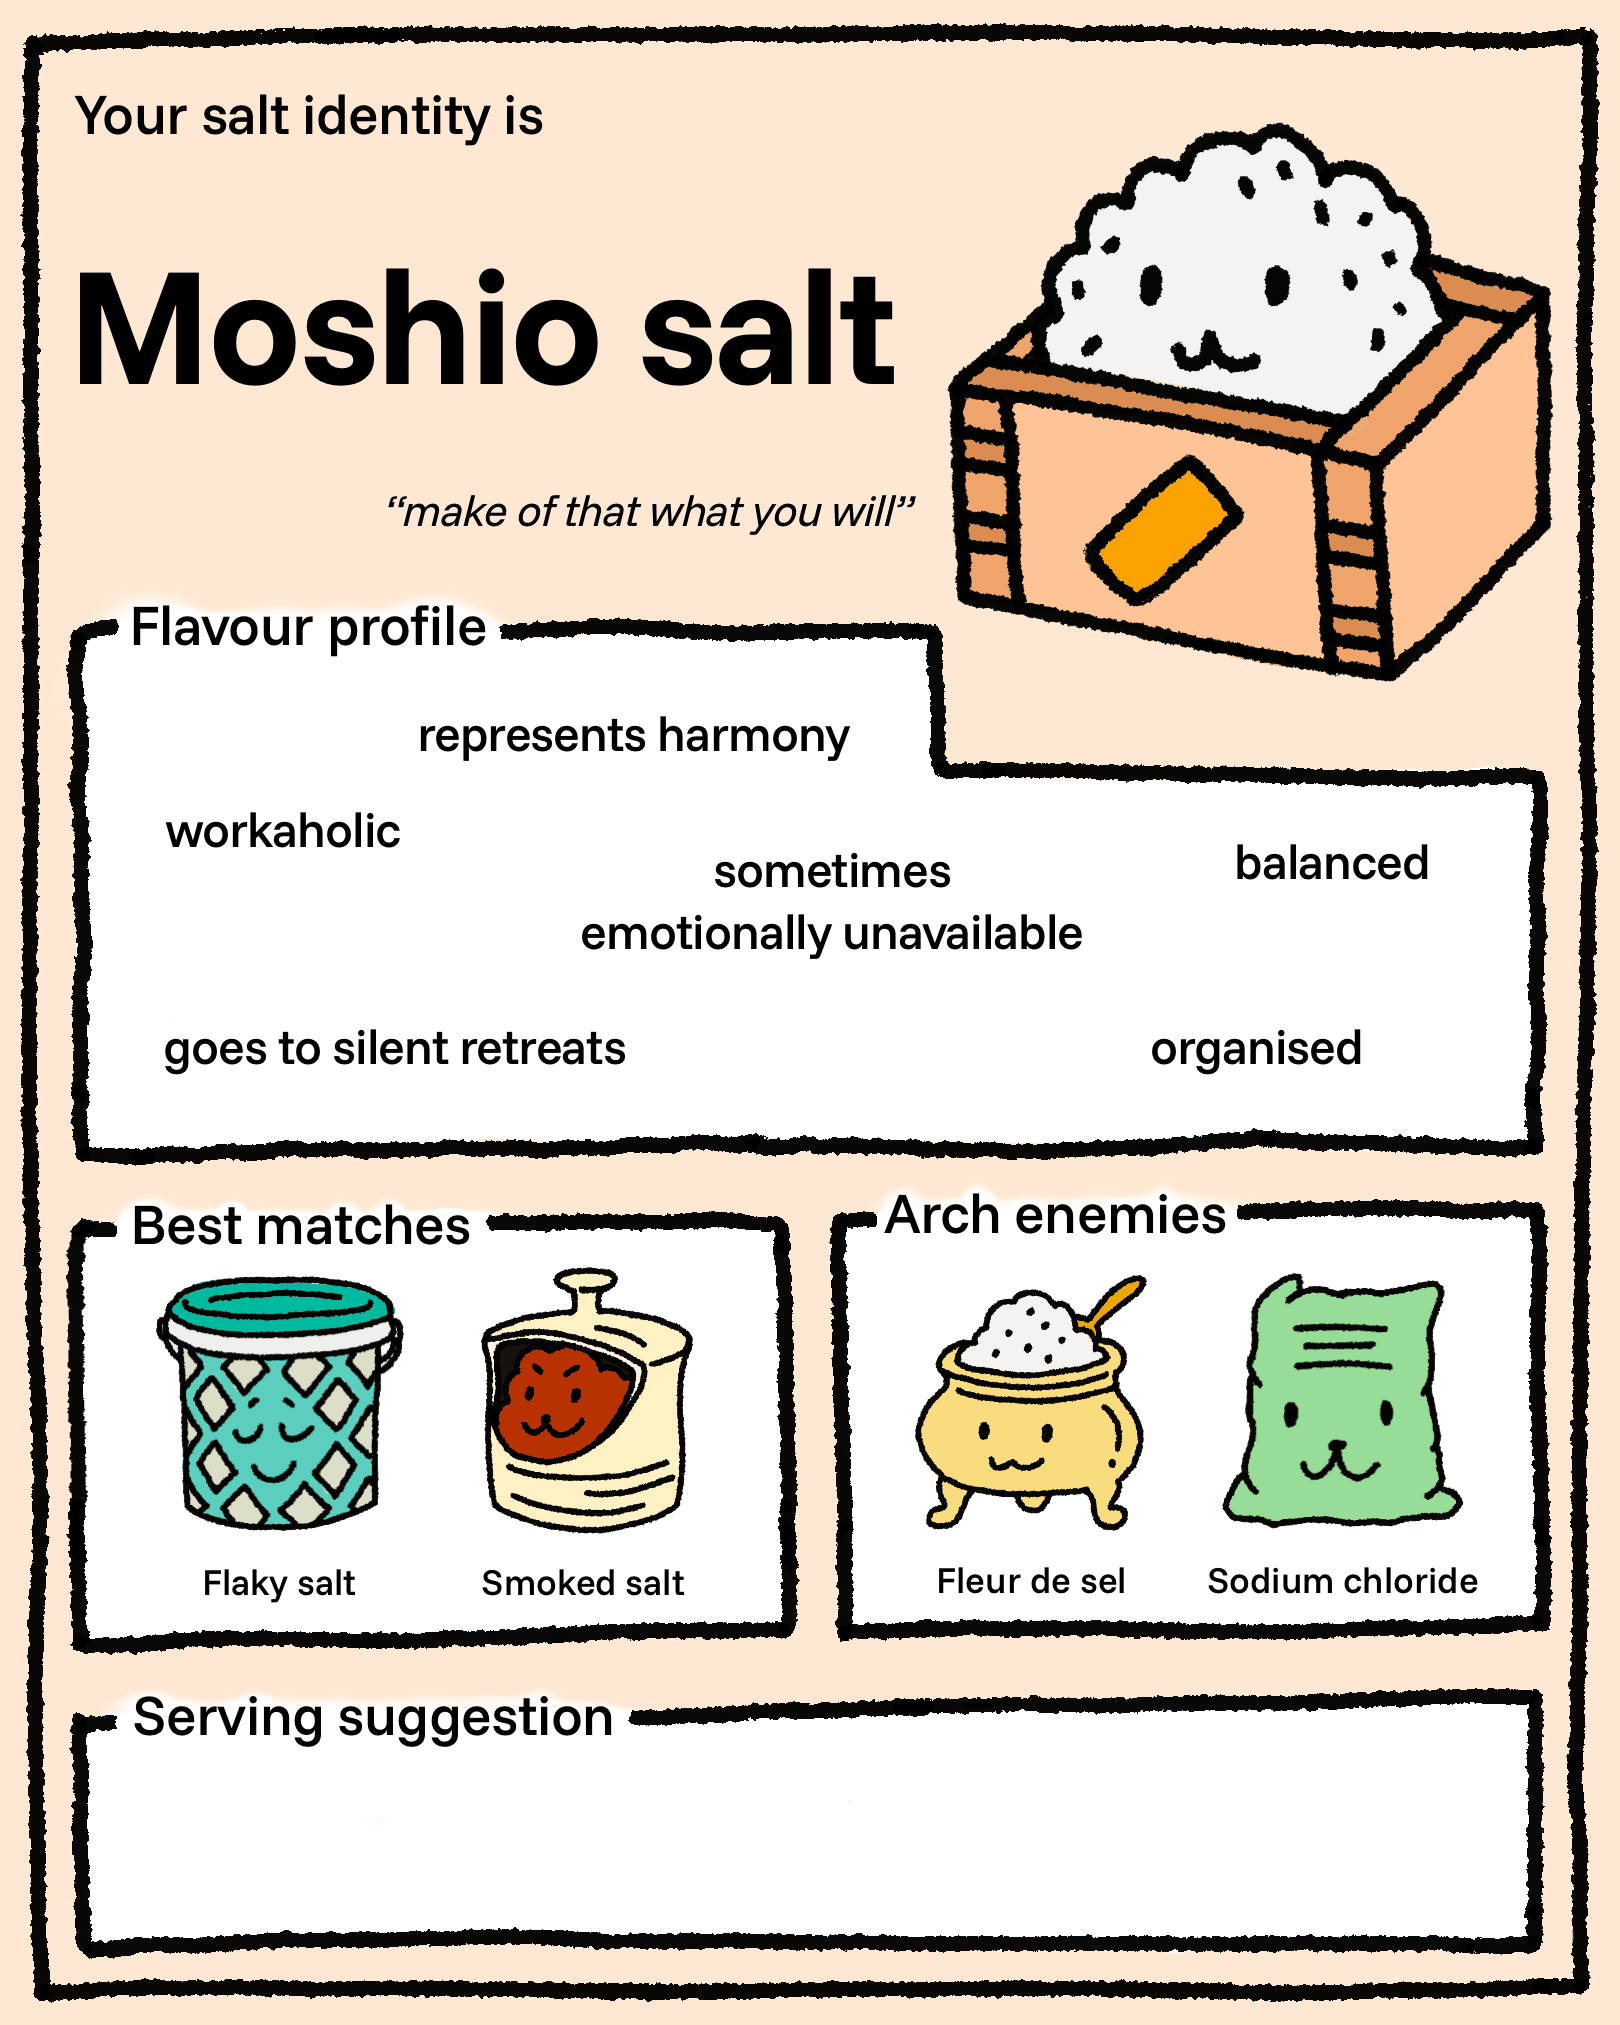 Your salt identity is
Moshio salt
“make of that what you will”
Flavour profile
represents harmony
workaholic
sometimes
emotionally unavailable
balanced
goes to silent retreats
organised
Best matches
Flaky salt
Smoked salt
Arch enemies
Fleur de sel
Sodium chloride
Serving suggestion